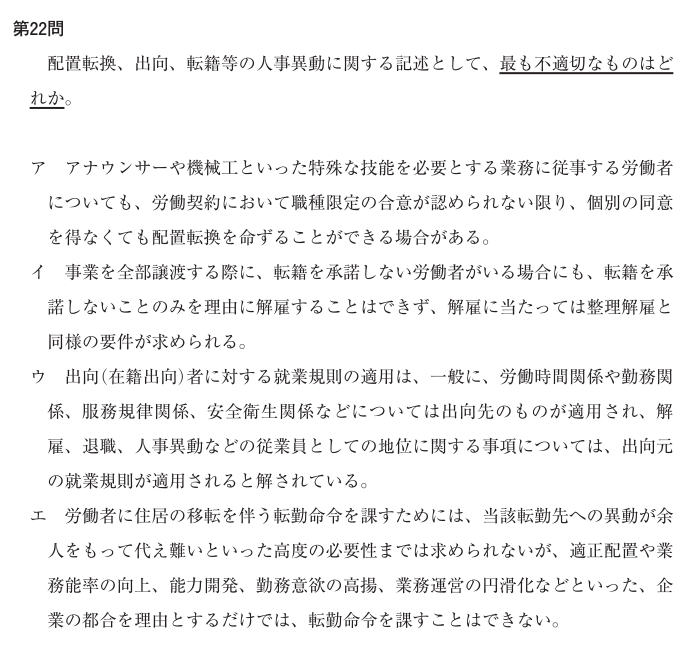 第22問
配置転換、出向、転籍等の人事異動に関する記述として、最も不適切なものはど
れか。
ア　アナウンサーや機械工といった特殊な技能を必要とする業務に従事する労働者
についても、労働契約において職種限定の合意が認められない限り、個別の同意
を得なくても配置転換を命ずることができる場合がある。
イ　事業を全部譲渡する際に、転籍を承諾しない労働者がいる場合にも、転籍を承
諾しないことのみを理由に解雇することはできず、解雇に当たっては整理解雇と
同様の要件が求められる。
ウ　出向(在籍出向)者に対する就業規則の適用は、一般に、労働時間関係や勤務関
係、服務規律関係、安全衛生関係などについては出向先のものが適用され、解
雇、退職、人事異動などの従業員としての地位に関する事項については、出向元
の就業規則が適用されると解されている。
エ　労働者に住居の移転を伴う転勤命令を課すためには、当該転勤先への異動が余
人をもって代え難いといった高度の必要性までは求められないが、適正配置や業
務能率の向上、能力開発、勤務意欲の高揚、業務運営の円滑化などといった、企
業の都合を理由とするだけでは、転勤命令を課すことはできない。